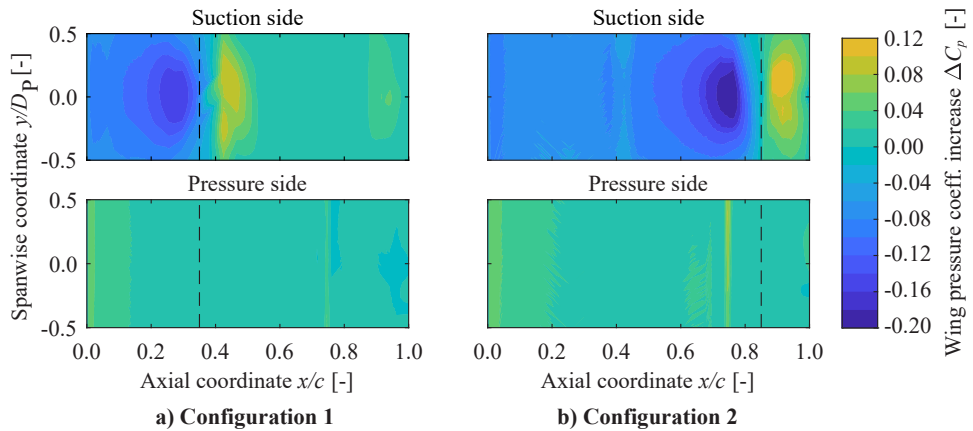 Suction side
Suction side
0.5
0.0
-0.5
Pressure side
Pressure side
0.5
0.0
-0.5
0.0 0.2 0.4 0.6 0.8 1.0
0.0 0.2 0.4 0.6 0.8 1.0
Spanwise coordinate y/DP [-]
Axial coordinate x/c [-]
Axial coordinate x/c [-]
a) Configuration 1
b) Configuration 2
0.12
0.08
0.04
0.00
-0.04
-0.08
-0.12
-0.16
-0.20
Wing pressure coeff. increase ΔCp [-]